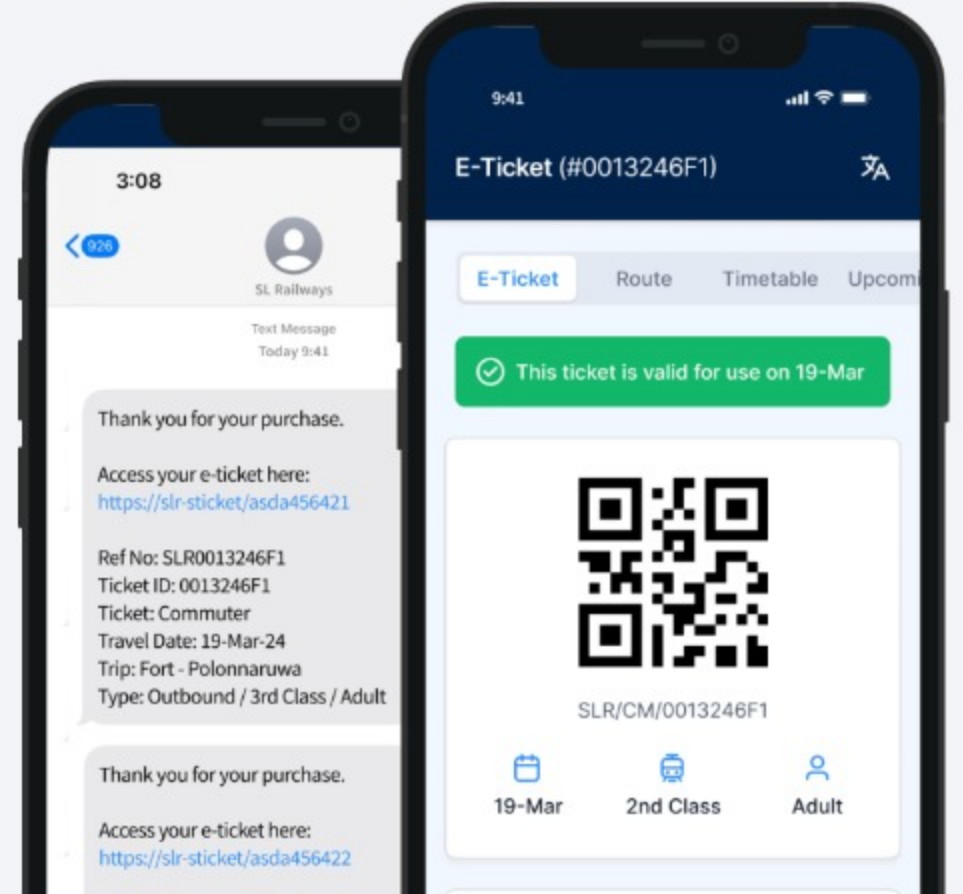 3:08
926
SL Railways
Text Message
Today 9:41
Thank you for your purchase.
Access your e-ticket here:
https://slr-sticket/asda456421
Ref No: SLR0013246F1
Ticket ID: 0013246F1
Ticket: Commuter
Travel Date: 19-Mar-24
Trip: Fort - Polonnaruwa
Type: Outbound / 3rd Class / Adult
Thank you for your purchase.
Access your e-ticket here:
https://slr-sticket/asda456422
9:41
E-Ticket (#0013246F1)
E-Ticket Route Timetable Upcomi
This ticket is valid for use on 19-Mar
SLR/CM/0013246F1
19-Mar 2nd Class Adult